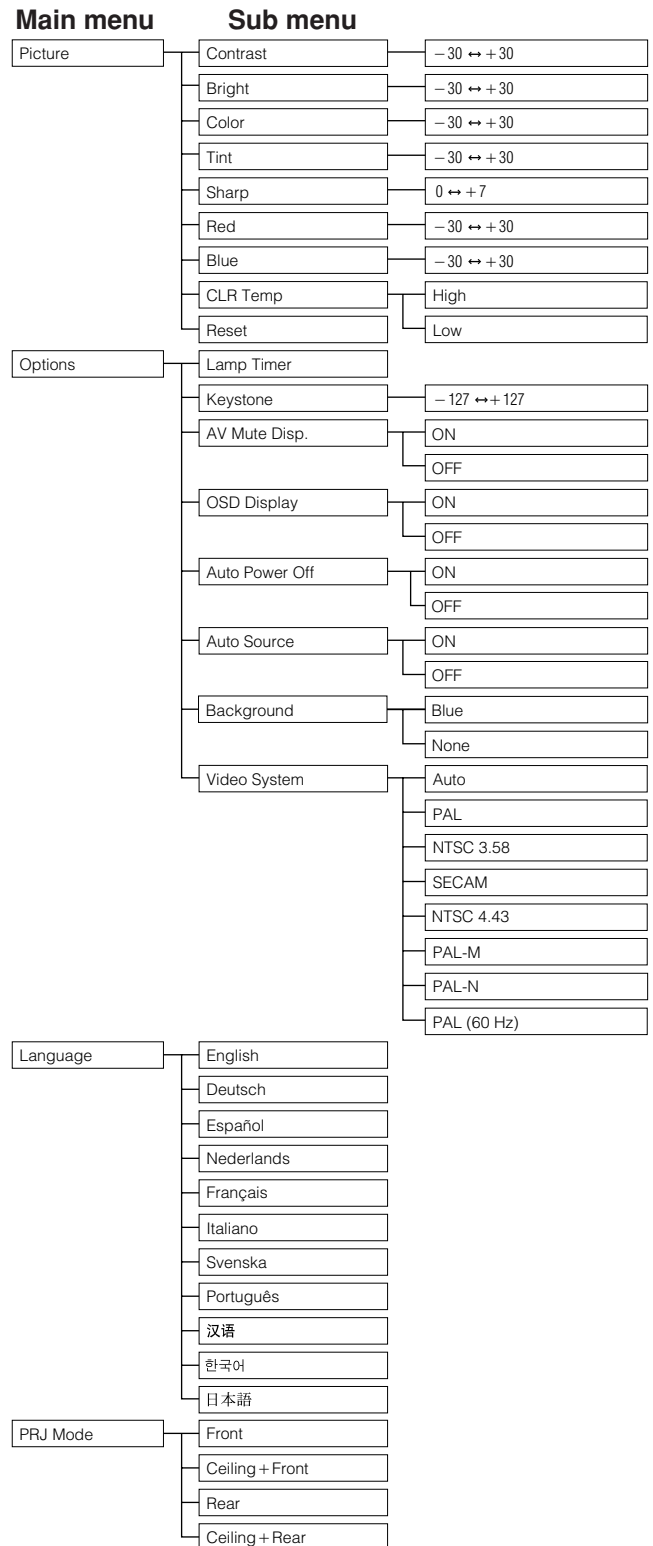 Main menu Sub menu
Picture Contrast −30 ↔ +30
Bright −30 ↔ +30
Color −30 ↔ +30
Tint −30 ↔ +30
Sharp 0 ↔ +7
Red −30 ↔ +30
Blue −30 ↔ +30
CLR Temp High
Reset Low
Options Lamp Timer
Keystone −127 ↔ +127
AV Mute Disp. ON
OFF
OSD Display ON
OFF
Auto Power Off ON
OFF
Auto Source ON
OFF
Background Blue
None
Video System Auto
PAL
NTSC 3.58
SECAM
NTSC 4.43
PAL-M
PAL-N
PAL (60 Hz)
Language English
Deutsch
Español
Nederlands
Français
Italiano
Svenska
Português
汉语
한국어
日本語
PRJ Mode Front
Ceiling+Front
Rear
Ceiling+Rear